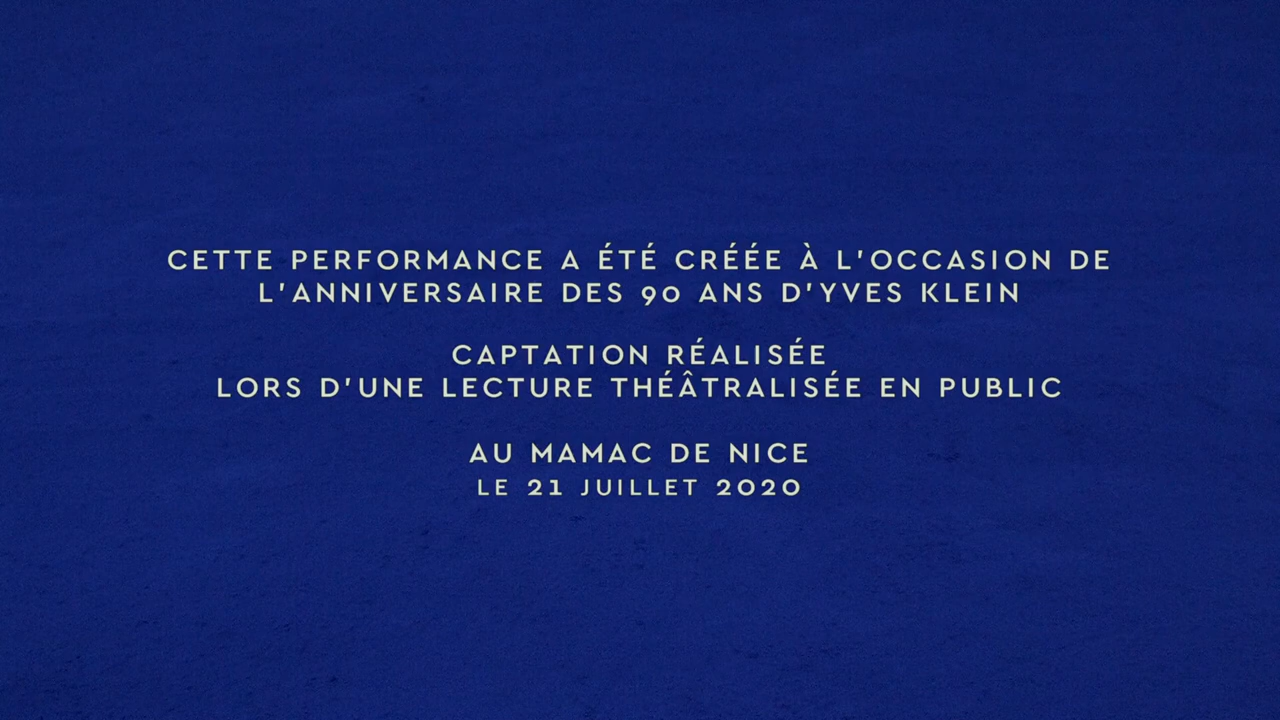 CETTE PERFORMANCE A ÉTÉ CRÉÉE À L'OCCASION DE
L'ANNIVERSAIRE DES 90 ANS D'YVES KLEIN
CAPTATION RÉALISÉE
LORS D'UNE LECTURE THÉÂTRALISÉE EN PUBLIC
AU MAMAC DE NICE
LE 21 JUILLET 2020